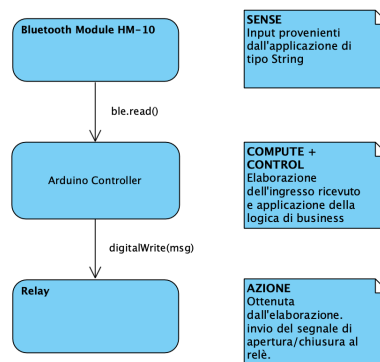 Bluetooth Module HM-10
SENSE
Input provenienti
dall'applicazione di
tipo String
ble.read()
Arduino Controller
COMPUTE +
CONTROL
Elaborazione
dell'ingresso ricevuto
e applicazione della
logica di business
digitalWrite(msg)
Relay
AZIONE
Ottenuta
dall'elaborazione.
invio del segnale di
apertura/chiusura al
relè.